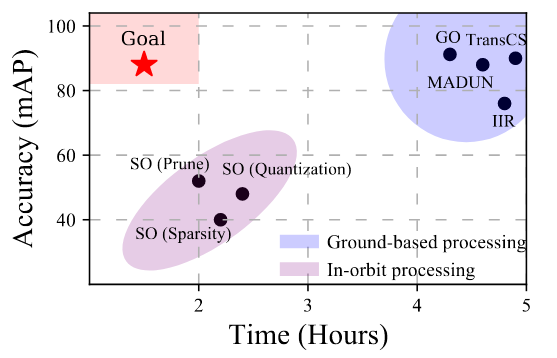 100
80
60
40
Accuracy (mAP)
Goal
GO
TransCS
MADUN
IIR
SO (Prune)
SO (Quantization)
SO (Sparsity)
Ground-based processing
In-orbit processing
2
3
4
5
Time (Hours)